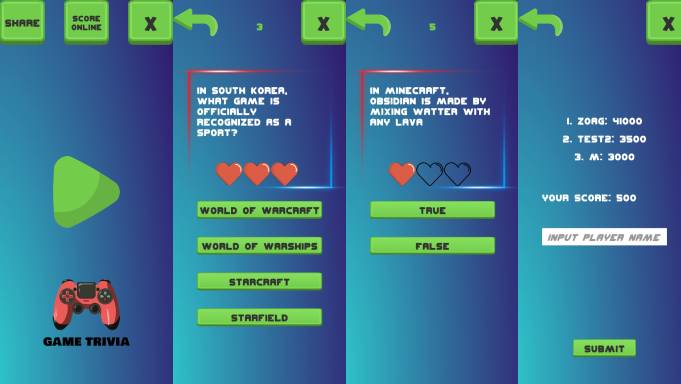 SHARE
SCORE
ONLINE
X
GAME TRIVIA
3
X
IN SOUTH KOREA,
WHAT GAME IS
OFFICIALLY
RECOGNIZED AS A
SPORT?
WORLD OF WARCRAFT
WORLD OF WARSHIPS
STARCRAFT
STARFIELD
5
X
IN MINECRAFT,
OBSIDIAN IS MADE BY
MIXING WATTER WITH
ANY LAVA
TRUE
FALSE
X
1. ZORG: 41000
2. TEST2: 3500
3. M: 3000
YOUR SCORE: 500
INPUT PLAYER NAME
SUBMIT